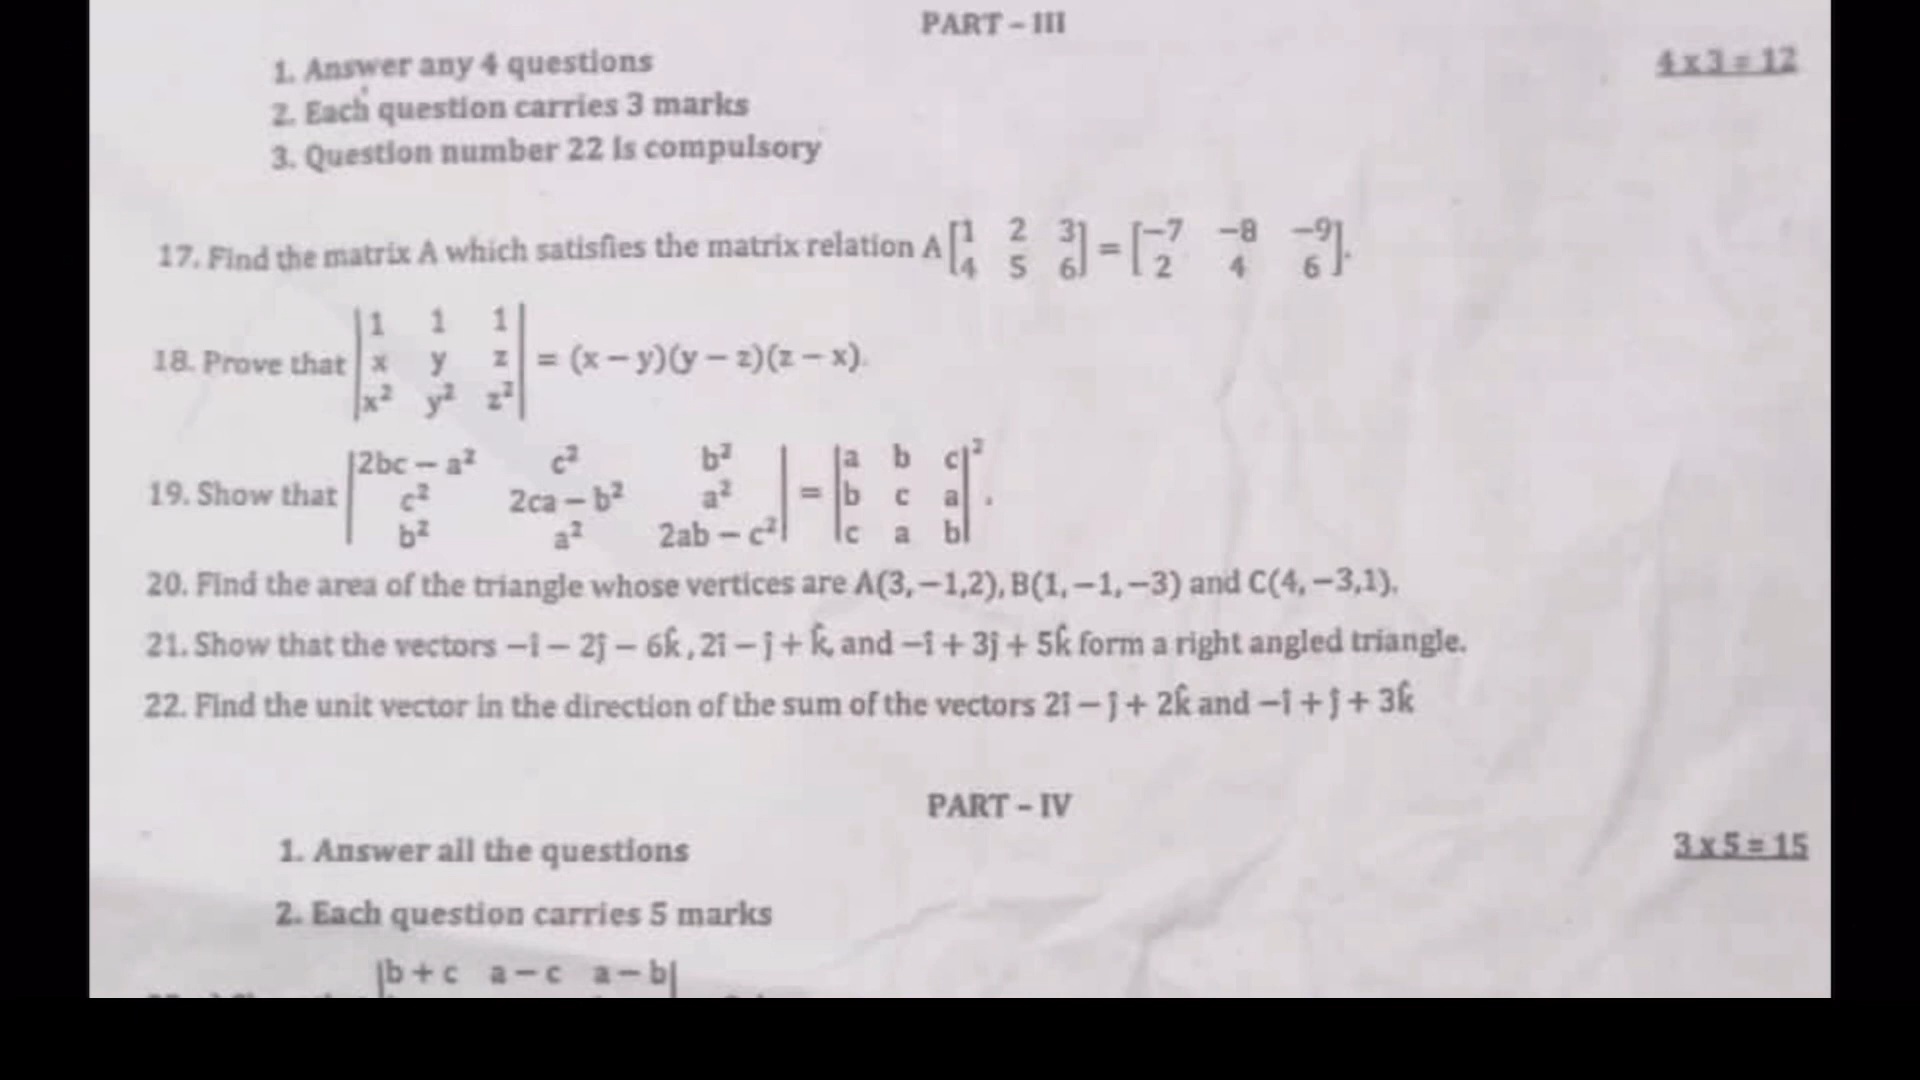 PART – III
1. Answer any 4 questions
4 x 3 = 12
2. Each question carries 3 marks
3. Question number 22 is compulsory
17. Find the matrix A which satisfies the matrix relation A [1 2 3; 4 5 6] = [−7 −8 −9; 2 4 6].
18. Prove that |1 1 1; x y z; x² y² z²| = (x − y)(y − z)(z − x).
19. Show that |2bc − a² c² b²; c² 2ca − b² a²; b² a² 2ab − c²| = |a b c; b c a; c a b|².
20. Find the area of the triangle whose vertices are A(3, −1,2), B(1, −1, −3) and C(4, −3,1).
21. Show that the vectors −î − 2ĵ − 6k̂ , 2î − ĵ + k̂, and −î + 3ĵ + 5k̂ form a right angled triangle.
22. Find the unit vector in the direction of the sum of the vectors 2î − ĵ + 2k̂ and −î + ĵ + 3k̂
PART – IV
1. Answer all the questions
3 x 5 = 15
2. Each question carries 5 marks
|b + c a − c a − b|